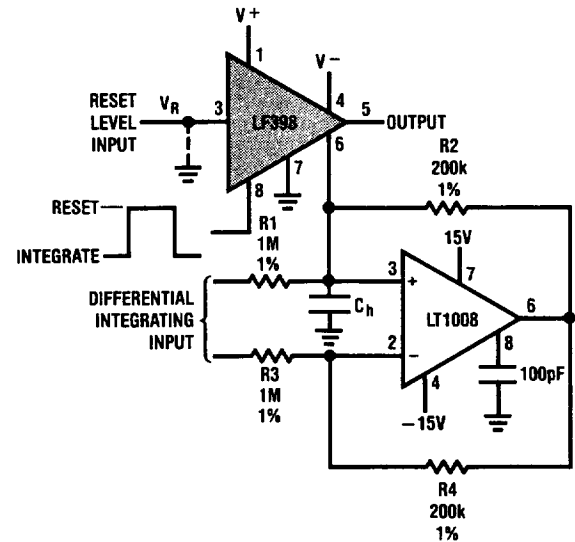 V+
1
V−
4
RESET
LEVEL
INPUT
VR
3
LF398
5
OUTPUT
6
7
8
R2
200k
1%
RESET
INTEGRATE
R1
1M
1%
15V
7
3
+
Ch
LT1008
6
DIFFERENTIAL
INTEGRATING
INPUT
2
−
8
100pF
R3
1M
1%
4
−15V
R4
200k
1%